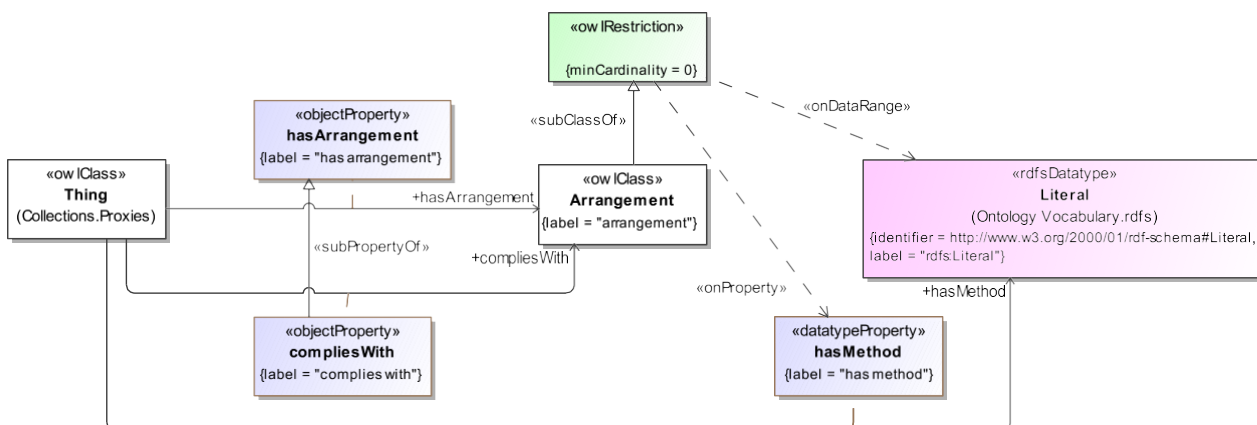 «owlRestriction»
{minCardinality = 0}
«onDataRange»
«objectProperty»
hasArrangement
{label = "has arrangement"}
«subClassOf»
«owlClass»
Thing
(Collections.Proxies)
+hasArrangement
«owlClass»
Arrangement
{label = "arrangement"}
«rdfsDatatype»
Literal
(Ontology Vocabulary.rdfs)
{identifier = http://www.w3.org/2000/01/rdf-schema#Literal,
label = "rdfs:Literal"}
«subPropertyOf»
+compliesWith
«onProperty»
+hasMethod
«objectProperty»
compliesWith
{label = "complies with"}
«datatypeProperty»
hasMethod
{label = "has method"}